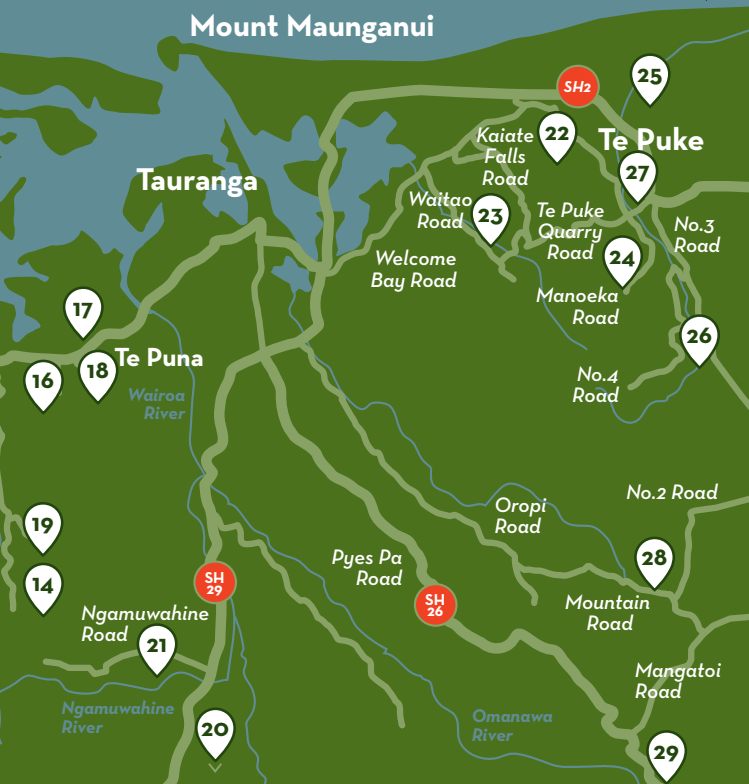 Mount Maunganui
25
SH2
Kaiate
Falls
Road
22
Te Puke
27
Tauranga
Waitao
Road
23
Te Puke
Quarry
Road
No.3
Road
24
Welcome
Bay Road
Manoeka
Road
17
26
Te Puna
16
18
Wairoa
River
No.4
Road
No.2 Road
Oropi
Road
19
28
Pyes Pa
Road
14
SH
29
SH
26
Mountain
Road
Ngamuwahine
Road
21
Mangatoi
Road
Ngamuwahine
River
Omanawa
River
20
29